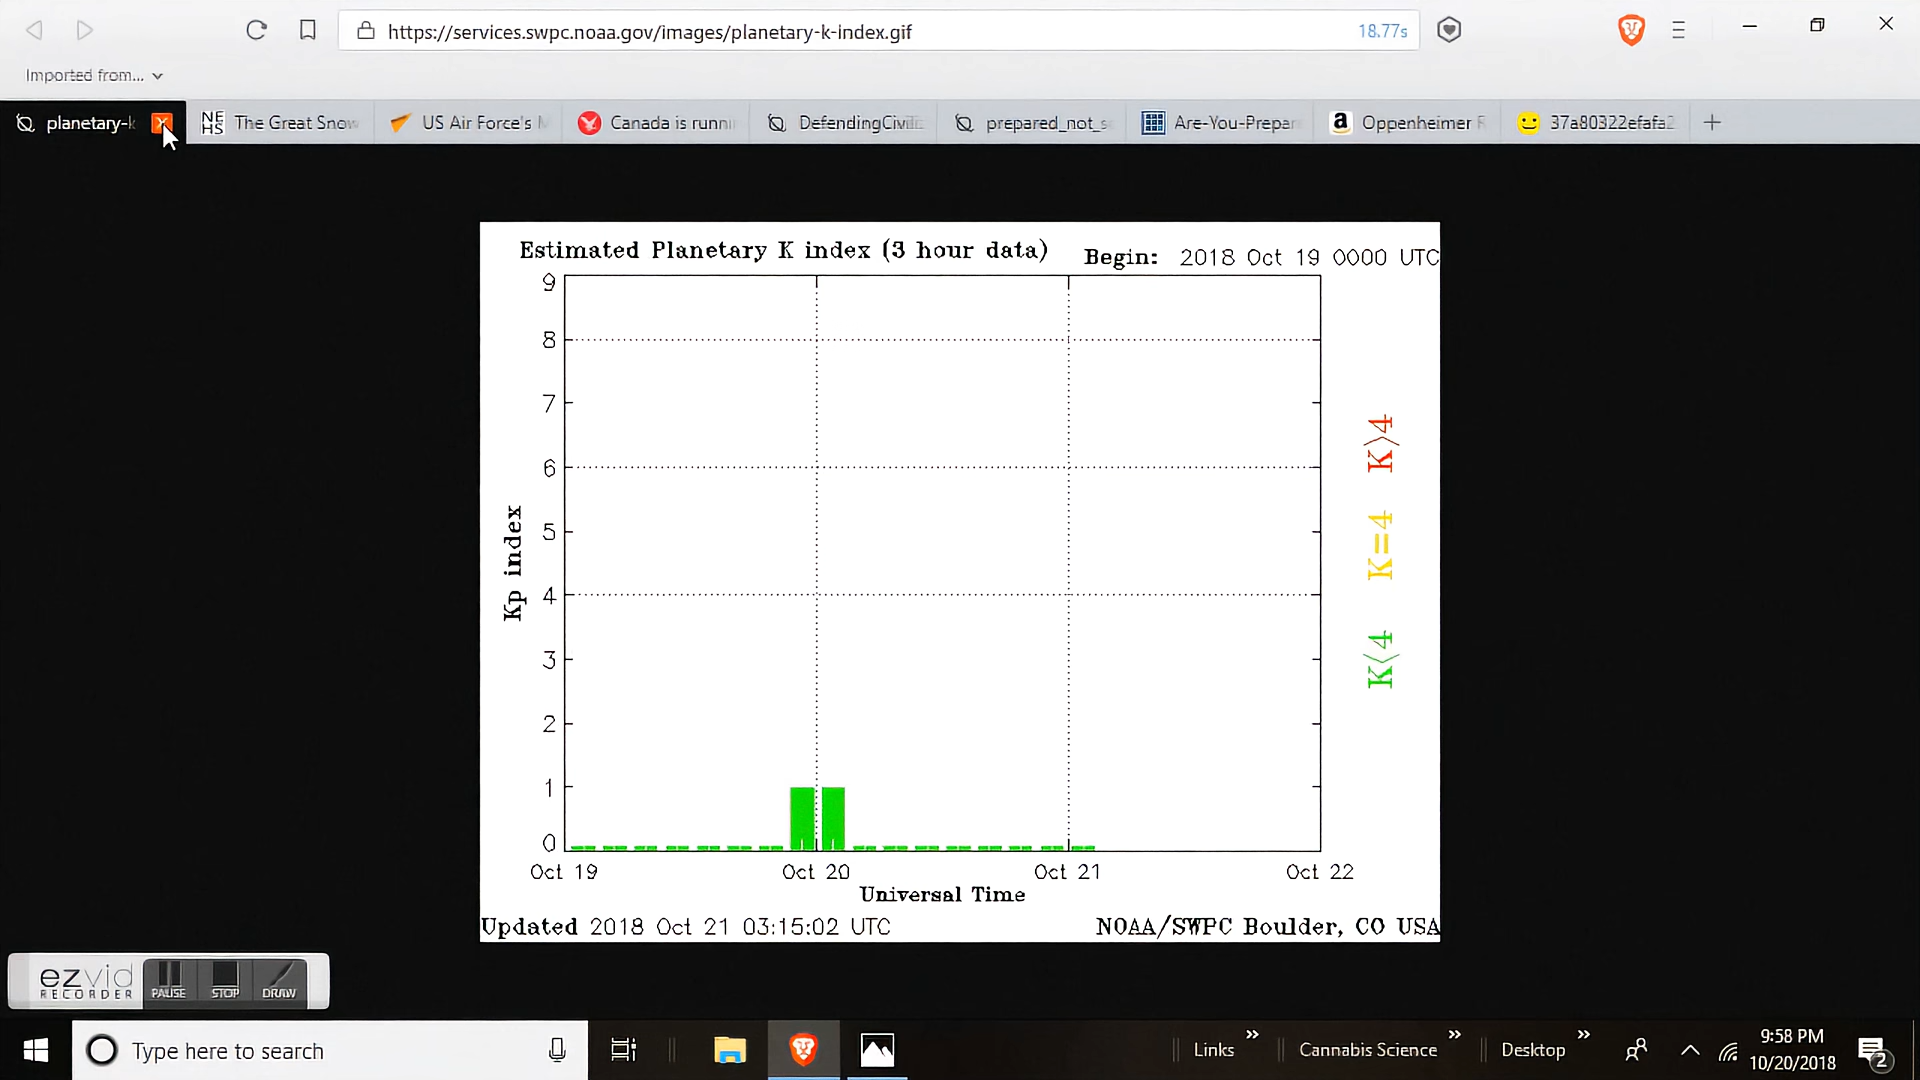 https://services.swpc.noaa.gov/images/planetary-k-index.gif
18.77s
Imported from...
planetary-k
NE HS
The Great Snow
US Air Force's M
Canada is runni
DefendingCivili
prepared_not_s
Are-You-Prepar
a
Oppenheimer R
37a80322efafa2
Estimated Planetary K index (3 hour data)
Begin: 2018 Oct 19 0000 UTC
9
8
7
6
5
4
3
2
1
0
Kp index
K>4
K=4
K<4
Oct 19
Oct 20
Oct 21
Oct 22
Universal Time
Updated 2018 Oct 21 03:15:02 UTC
NOAA/SWPC Boulder, CO USA
ezvid
RECORDER
PAUSE
STOP
DRAW
Type here to search
Links
Cannabis Science
Desktop
9:58 PM
10/20/2018
2